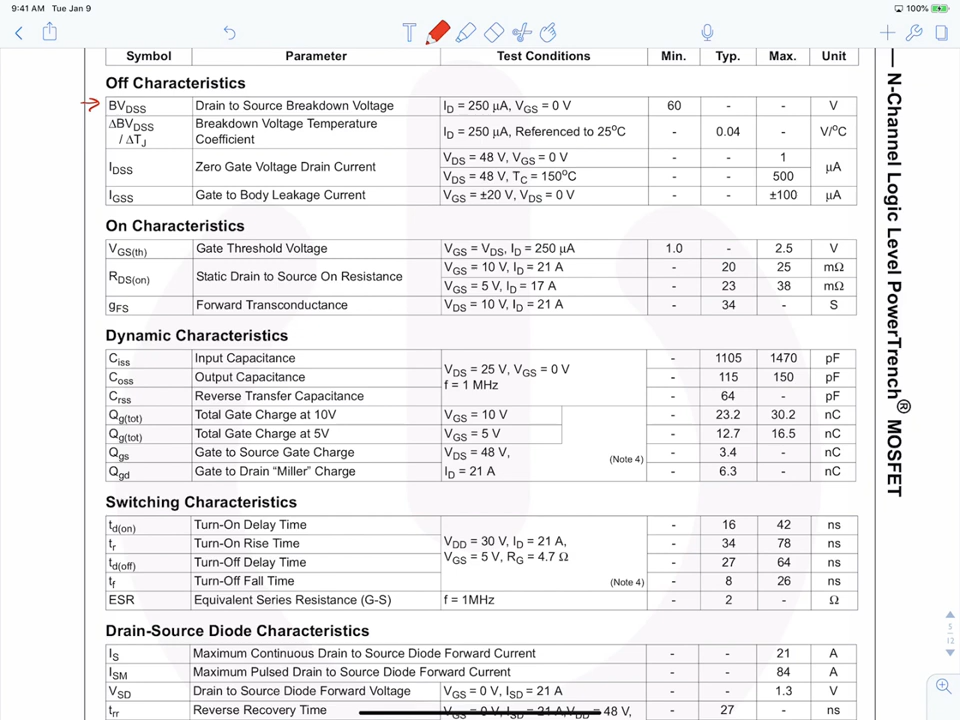 9:41 AM Tue Jan 9
100%
Symbol Parameter Test Conditions Min. Typ. Max. Unit
Off Characteristics
BVDSS Drain to Source Breakdown Voltage ID = 250 μA, VGS = 0 V 60 - - V
ΔBVDSS / ΔTJ Breakdown Voltage Temperature Coefficient ID = 250 μA, Referenced to 25oC - 0.04 - V/oC
IDSS Zero Gate Voltage Drain Current VDS = 48 V, VGS = 0 V - - 1 μA
VDS = 48 V, TC = 150oC - - 500
IGSS Gate to Body Leakage Current VGS = ±20 V, VDS = 0 V - - ±100 μA
On Characteristics
VGS(th) Gate Threshold Voltage VGS = VDS, ID = 250 μA 1.0 - 2.5 V
RDS(on) Static Drain to Source On Resistance VGS = 10 V, ID = 21 A - 20 25 mΩ
VGS = 5 V, ID = 17 A - 23 38 mΩ
gFS Forward Transconductance VDS = 10 V, ID = 21 A - 34 - S
Dynamic Characteristics
Ciss Input Capacitance VDS = 25 V, VGS = 0 V f = 1 MHz - 1105 1470 pF
Coss Output Capacitance - 115 150 pF
Crss Reverse Transfer Capacitance - 64 - pF
Qg(tot) Total Gate Charge at 10V VGS = 10 V - 23.2 30.2 nC
Qg(tot) Total Gate Charge at 5V VGS = 5 V - 12.7 16.5 nC
Qgs Gate to Source Gate Charge VDS = 48 V, - 3.4 - nC
Qgd Gate to Drain “Miller” Charge ID = 21 A (Note 4) - 6.3 - nC
Switching Characteristics
td(on) Turn-On Delay Time VDD = 30 V, ID = 21 A, VGS = 5 V, RG = 4.7 Ω - 16 42 ns
tr Turn-On Rise Time - 34 78 ns
td(off) Turn-Off Delay Time - 27 64 ns
tf Turn-Off Fall Time (Note 4) - 8 26 ns
ESR Equivalent Series Resistance (G-S) f = 1MHz - 2 - Ω
Drain-Source Diode Characteristics
IS Maximum Continuous Drain to Source Diode Forward Current - - 21 A
ISM Maximum Pulsed Drain to Source Diode Forward Current - - 84 A
VSD Drain to Source Diode Forward Voltage VGS = 0 V, ISD = 21 A - - 1.3 V
trr Reverse Recovery Time VGS = 0 V, ISD = 21 A, VDD = 48 V, - 27 - ns
— N-Channel Logic Level PowerTrench® MOSFET
5
12